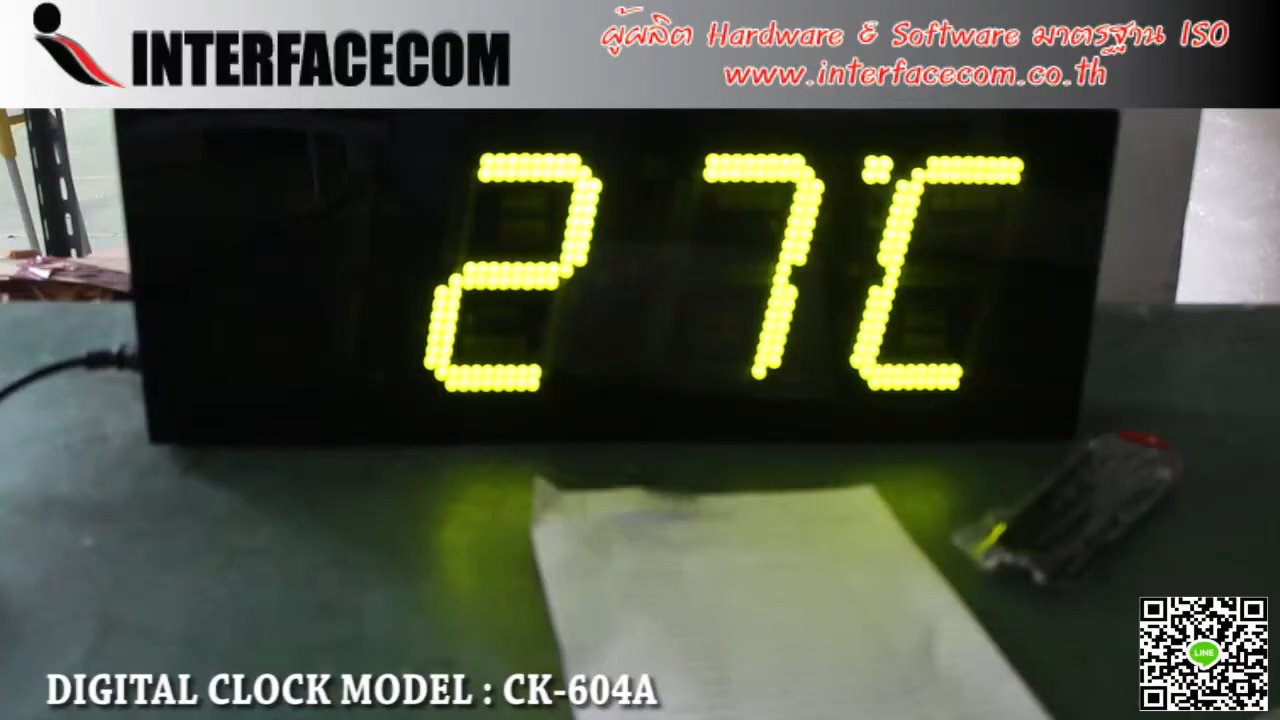 INTERFACECOM
ผู้ผลิต Hardware & Software มาตรฐาน ISO
www.interfacecom.co.th
27°C
DIGITAL CLOCK MODEL : CK-604A
LINE